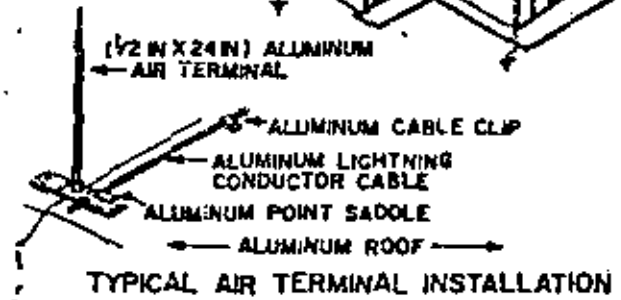 (1/2 IN X 24 IN) ALUMINUM
AIR TERMINAL
ALUMINUM CABLE CLIP
ALUMINUM LIGHTNING
CONDUCTOR CABLE
ALUMINUM POINT SADDLE
ALUMINUM ROOF
TYPICAL AIR TERMINAL INSTALLATION